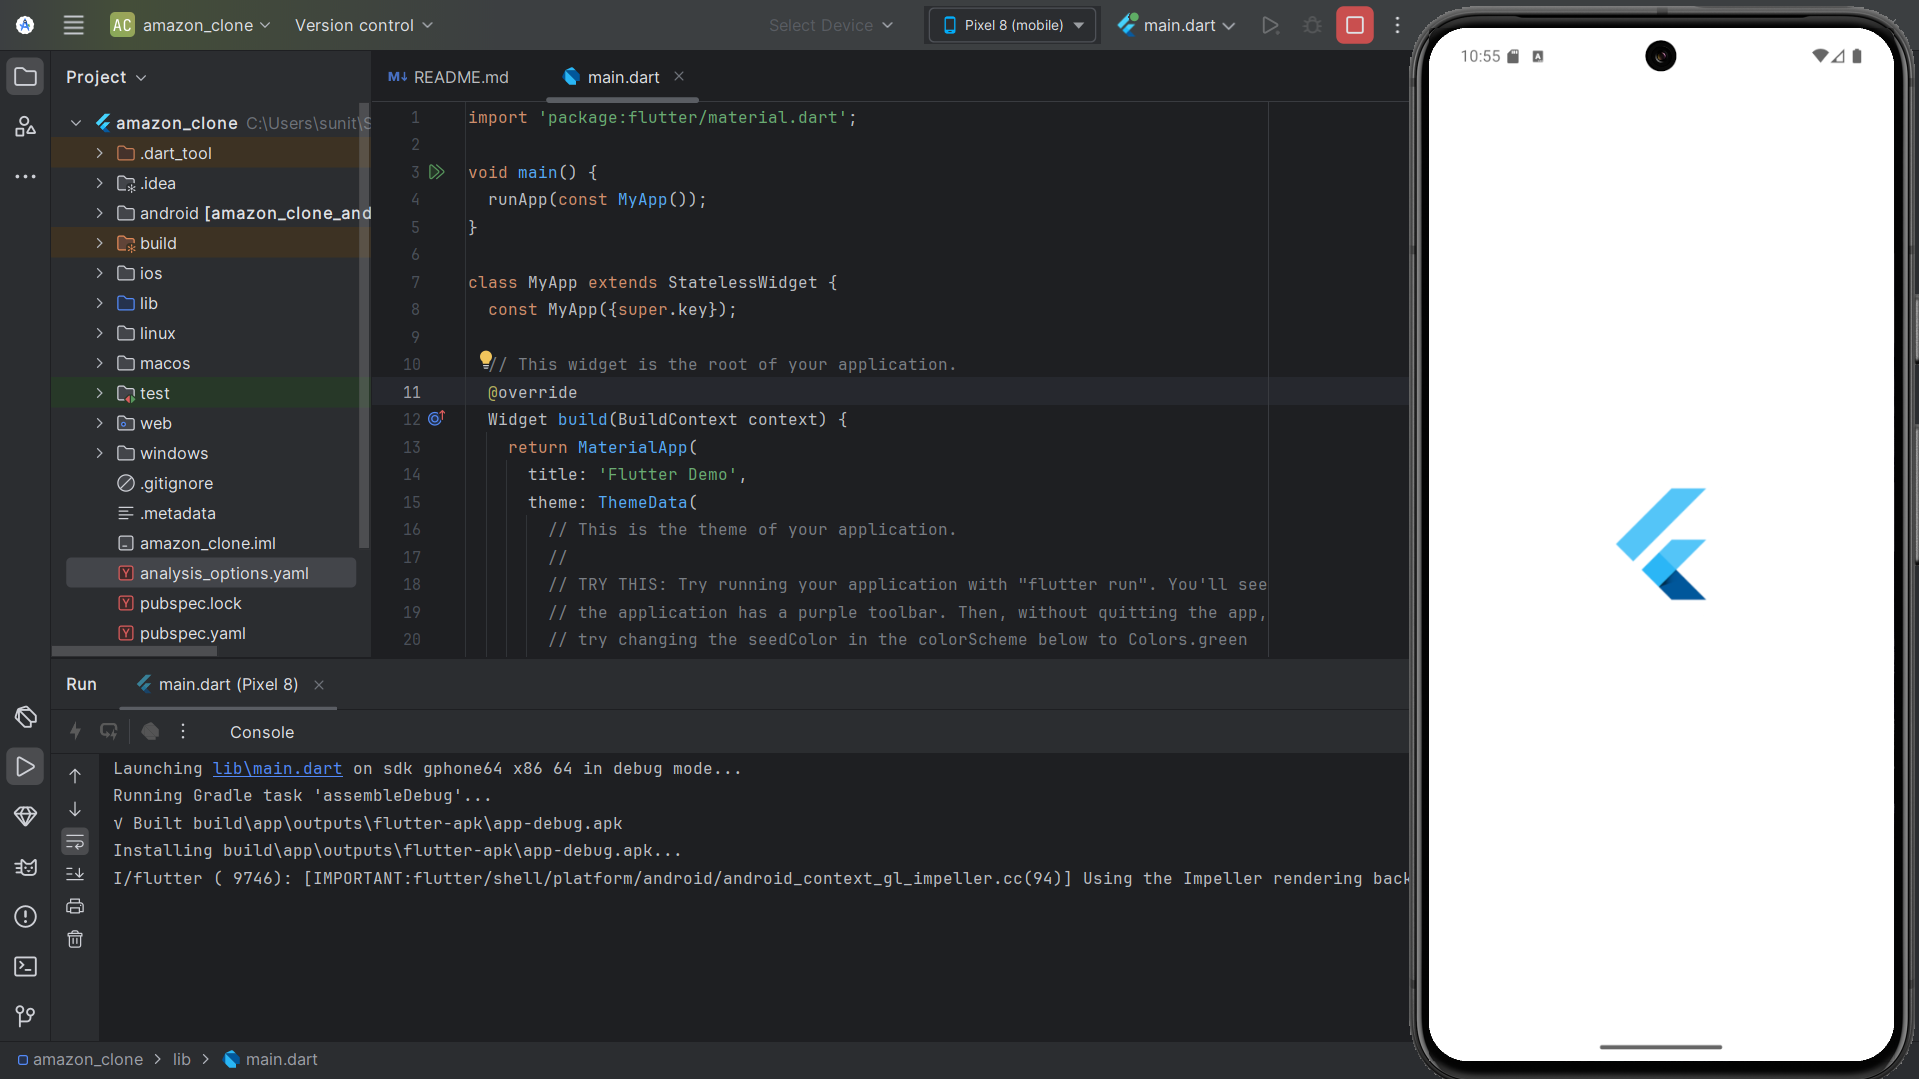 AC amazon_clone Version control Select Device Pixel 8 (mobile) main.dart
Project
amazon_clone C:\Users\sunit\S
.dart_tool
.idea
android [amazon_clone_and
build
ios
lib
linux
macos
test
web
windows
.gitignore
.metadata
amazon_clone.iml
analysis_options.yaml
pubspec.lock
pubspec.yaml
M↓ README.md main.dart
1 import 'package:flutter/material.dart';
2
3 void main() {
4 runApp(const MyApp());
5 }
6
7 class MyApp extends StatelessWidget {
8 const MyApp({super.key});
9
10 // This widget is the root of your application.
11 @override
12 Widget build(BuildContext context) {
13 return MaterialApp(
14 title: 'Flutter Demo',
15 theme: ThemeData(
16 // This is the theme of your application.
17 //
18 // TRY THIS: Try running your application with "flutter run". You'll see
19 // the application has a purple toolbar. Then, without quitting the app,
20 // try changing the seedColor in the colorScheme below to Colors.green
Run main.dart (Pixel 8)
Console
Launching lib\main.dart on sdk gphone64 x86 64 in debug mode...
Running Gradle task 'assembleDebug'...
√ Built build\app\outputs\flutter-apk\app-debug.apk
Installing build\app\outputs\flutter-apk\app-debug.apk...
I/flutter ( 9746): [IMPORTANT:flutter/shell/platform/android/android_context_gl_impeller.cc(94)] Using the Impeller rendering back
amazon_clone > lib > main.dart
10:55